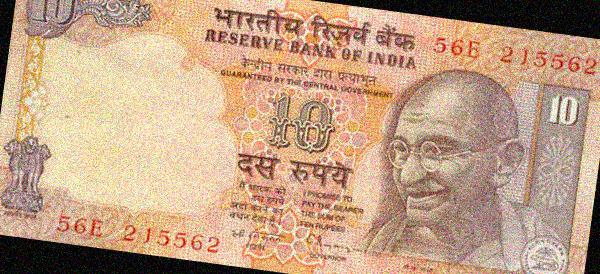 10
भारतीय रिज़र्व बैंक
RESERVE BANK OF INDIA
56E 215562
केन्द्रीय सरकार द्वारा प्रत्याभूत
GUARANTEED BY THE CENTRAL GOVERNMENT
10
10
दस रुपये
I PROMISE TO
PAY THE BEARER
THE SUM OF
TEN RUPEES
56E 215562